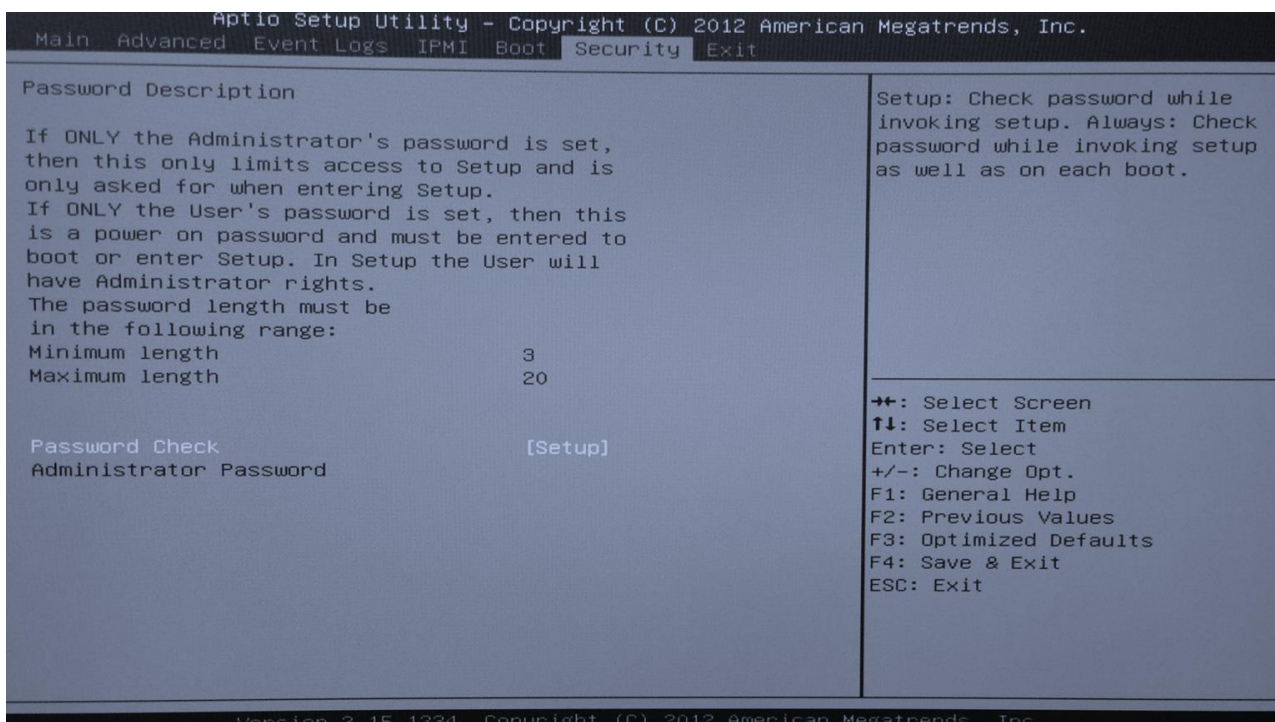 Aptio Setup Utility - Copyright (C) 2012 American Megatrends, Inc.
Main Advanced Event Logs IPMI Boot Security Exit
Password Description
If ONLY the Administrator's password is set,
then this only limits access to Setup and is
only asked for when entering Setup.
If ONLY the User's password is set, then this
is a power on password and must be entered to
boot or enter Setup. In Setup the User will
have Administrator rights.
The password length must be
in the following range:
Minimum length 3
Maximum length 20
Password Check [Setup]
Administrator Password
Setup: Check password while
invoking setup. Always: Check
password while invoking setup
as well as on each boot.
→←: Select Screen
↑↓: Select Item
Enter: Select
+/-: Change Opt.
F1: General Help
F2: Previous Values
F3: Optimized Defaults
F4: Save & Exit
ESC: Exit
Version 2.15.1234. Copyright (C) 2012 American Megatrends, Inc.